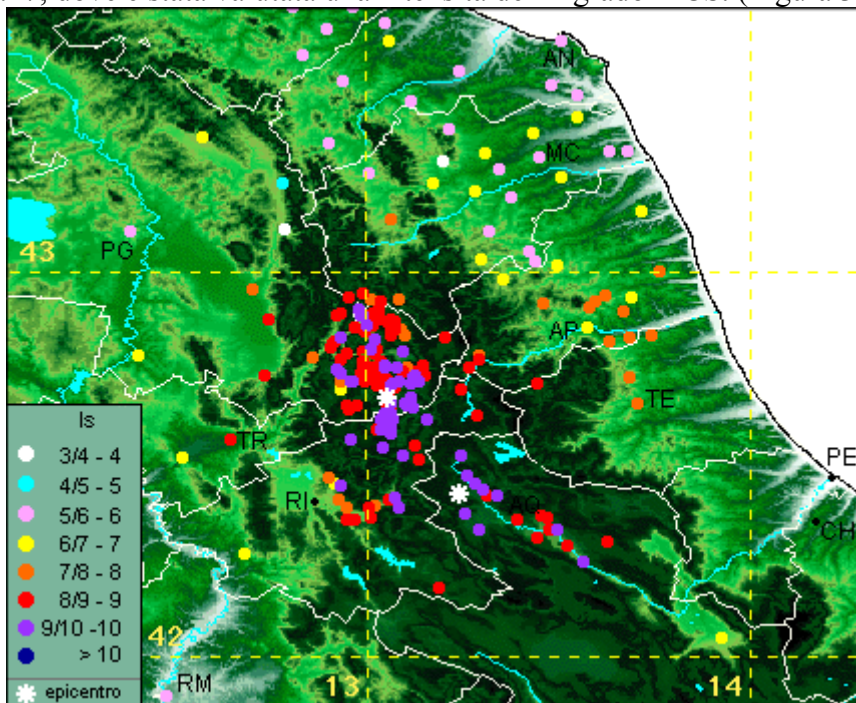 AN
MC
PG
43
AP
TE
Is
3/4 - 4
4/5 - 5
5/6 - 6
6/7 - 7
7/8 - 8
8/9 - 9
9/10 -10
> 10
epicentro
TR
RI
AQ
PE
CH
42
RM
13
14